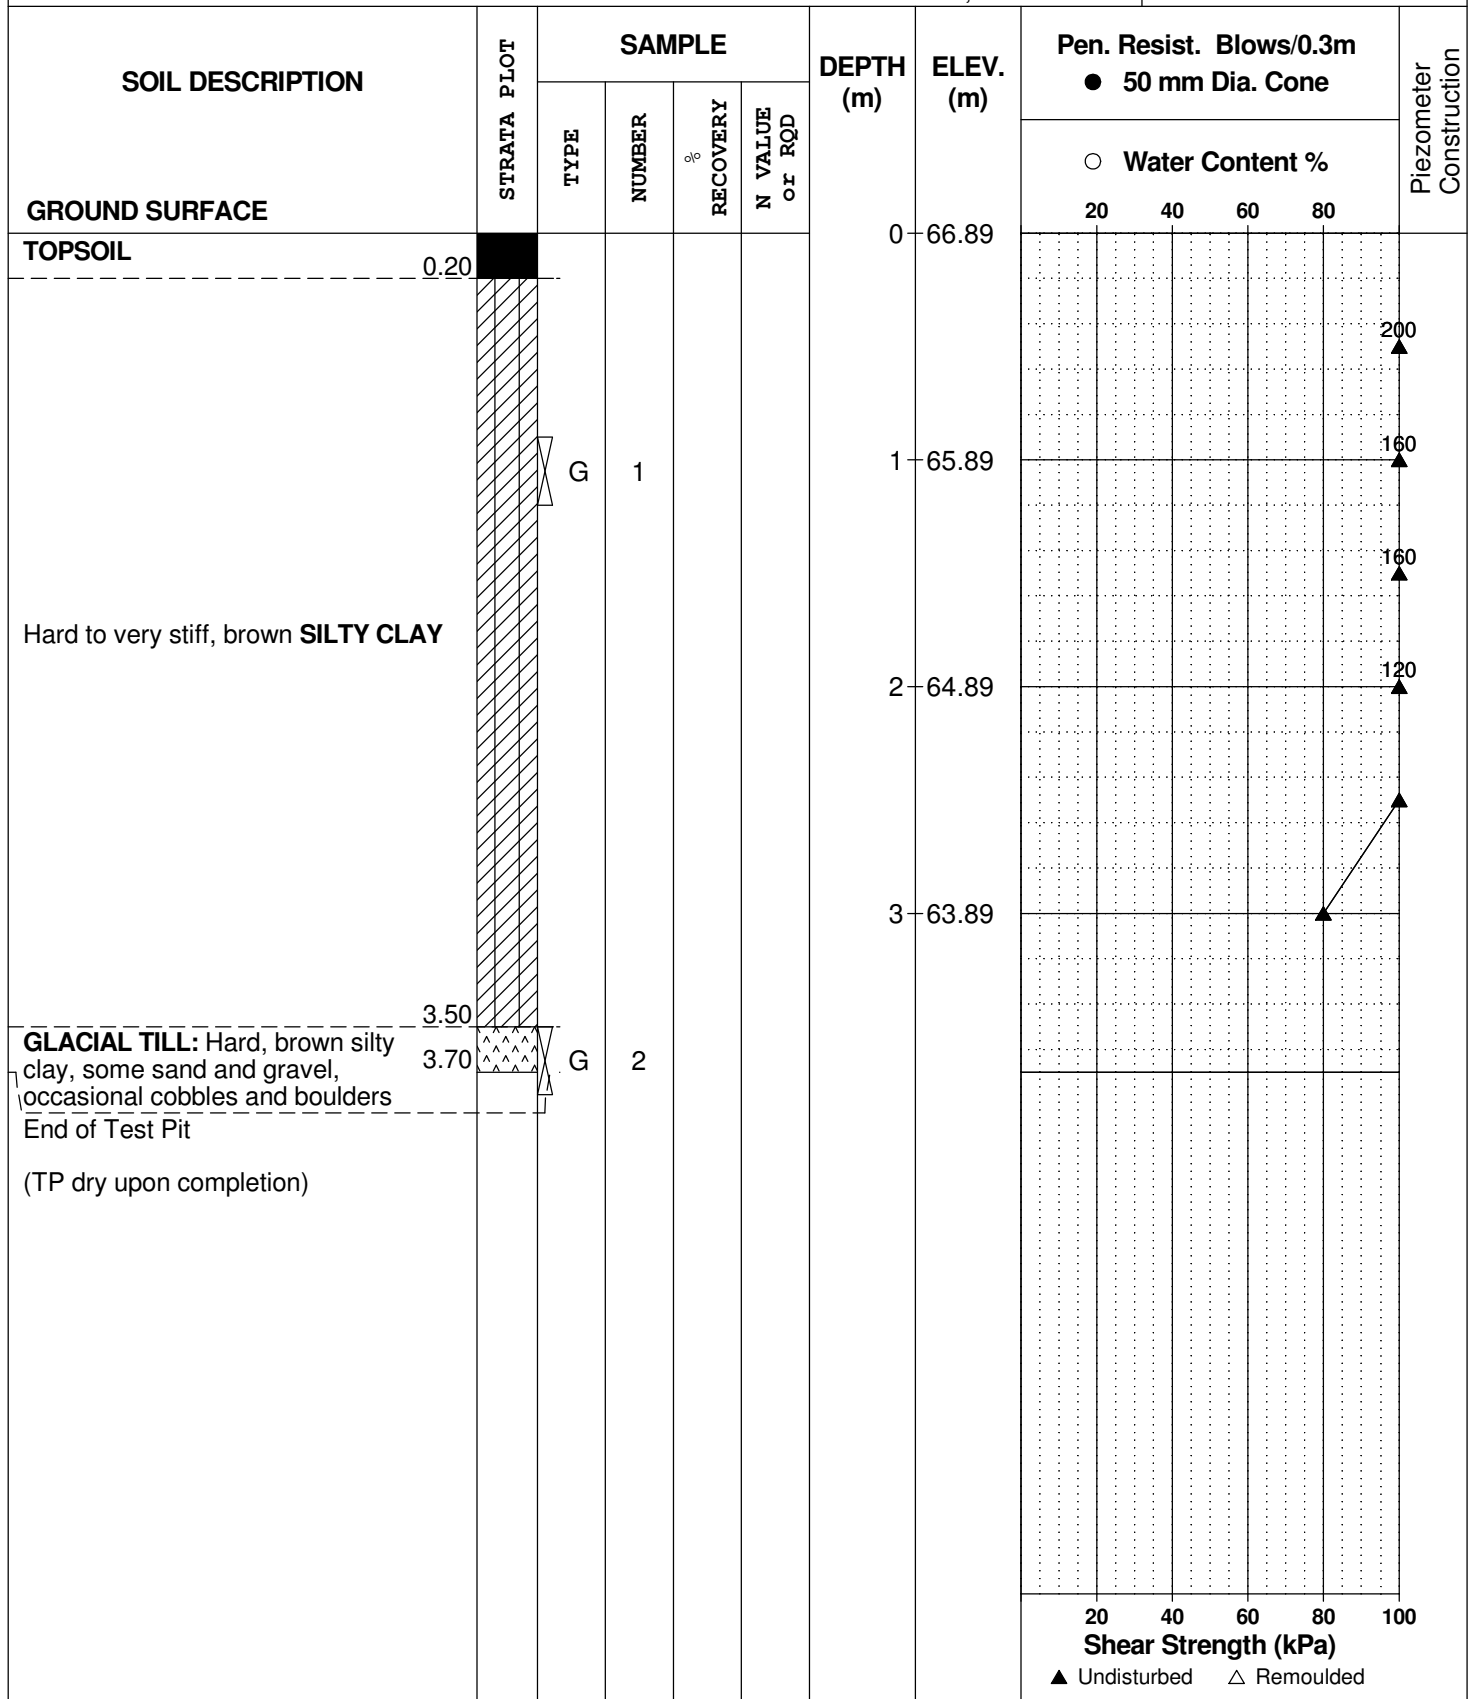 SOIL DESCRIPTION
GROUND SURFACE
STRATA PLOT
SAMPLE
TYPE
NUMBER
%
RECOVERY
N VALUE
or RQD
DEPTH
(m)
ELEV.
(m)
Pen. Resist. Blows/0.3m
● 50 mm Dia. Cone
○ Water Content %
20 40 60 80
Piezometer
Construction
TOPSOIL
0.20
0 66.89
200
G 1
1 65.89
160
160
Hard to very stiff, brown SILTY CLAY
2 64.89
120
3 63.89
3.50
GLACIAL TILL: Hard, brown silty
clay, some sand and gravel,
occasional cobbles and boulders
3.70
G 2
End of Test Pit
(TP dry upon completion)
20 40 60 80 100
Shear Strength (kPa)
▲ Undisturbed △ Remoulded